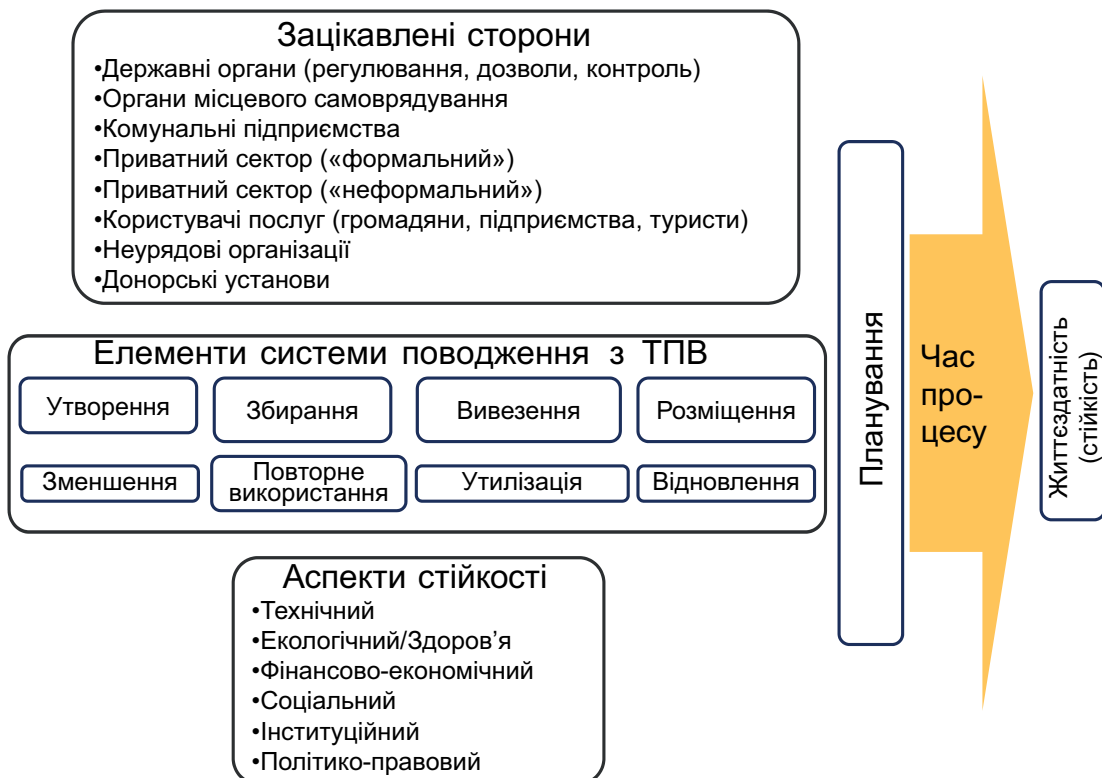 Зацікавлені сторони
•Державні органи (регулювання, дозволи, контроль)
•Органи місцевого самоврядування
•Комунальні підприємства
•Приватний сектор («формальний»)
•Приватний сектор («неформальний»)
•Користувачі послуг (громадяни, підприємства, туристи)
•Неурядові організації
•Донорські установи
Елементи системи поводження з ТПВ
Утворення
Збирання
Вивезення
Розміщення
Зменшення
Повторне
використання
Утилізація
Відновлення
Аспекти стійкості
•Технічний
•Екологічний/Здоров’я
•Фінансово-економічний
•Соціальний
•Інституційний
•Політико-правовий
Планування
Час
про-
цесу
Життєздатність
(стійкість)